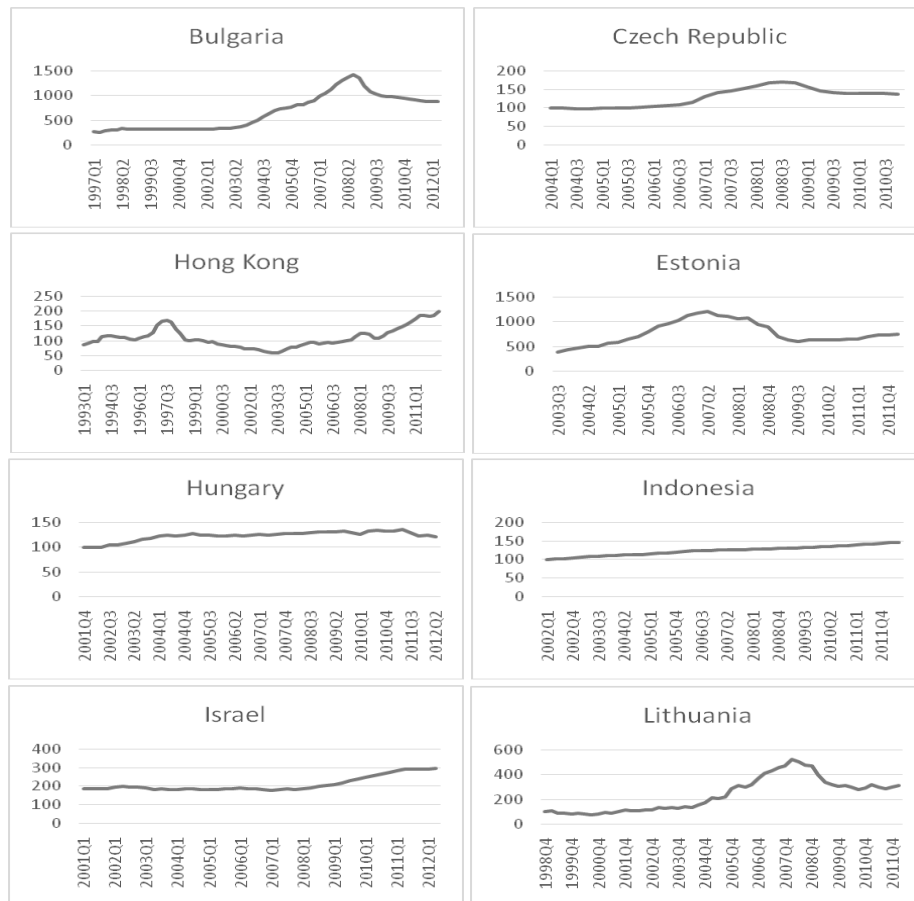 Bulgaria
1500
1000
500
0
1997Q1 1998Q2 1999Q3 2000Q4 2002Q1 2003Q2 2004Q3 2005Q4 2007Q1 2008Q2 2009Q3 2010Q4 2012Q1
Czech Republic
200
150
100
50
0
2004Q1 2004Q3 2005Q1 2005Q3 2006Q1 2006Q3 2007Q1 2007Q3 2008Q1 2008Q3 2009Q1 2009Q3 2010Q1 2010Q3
Hong Kong
250
200
150
100
50
0
1993Q1 1994Q3 1996Q1 1997Q3 1999Q1 2000Q3 2002Q1 2003Q3 2005Q1 2006Q3 2008Q1 2009Q3 2011Q1
Estonia
1500
1000
500
0
2003Q3 2004Q2 2005Q1 2005Q4 2006Q3 2007Q2 2008Q1 2008Q4 2009Q3 2010Q2 2011Q1 2011Q4
Hungary
150
100
50
0
2001Q4 2002Q3 2003Q2 2004Q1 2004Q4 2005Q3 2006Q2 2007Q1 2007Q4 2008Q3 2009Q2 2010Q1 2010Q4 2011Q3 2012Q2
Indonesia
200
150
100
50
0
2002Q1 2002Q4 2003Q3 2004Q2 2005Q1 2005Q4 2006Q3 2007Q2 2008Q1 2008Q4 2009Q3 2010Q2 2011Q1 2011Q4
Israel
400
300
200
100
0
2001Q1 2002Q1 2003Q1 2004Q1 2005Q1 2006Q1 2007Q1 2008Q1 2009Q1 2010Q1 2011Q1 2012Q1
Lithuania
600
400
200
0
1998Q4 1999Q4 2000Q4 2001Q4 2002Q4 2003Q4 2004Q4 2005Q4 2006Q4 2007Q4 2008Q4 2009Q4 2010Q4 2011Q4